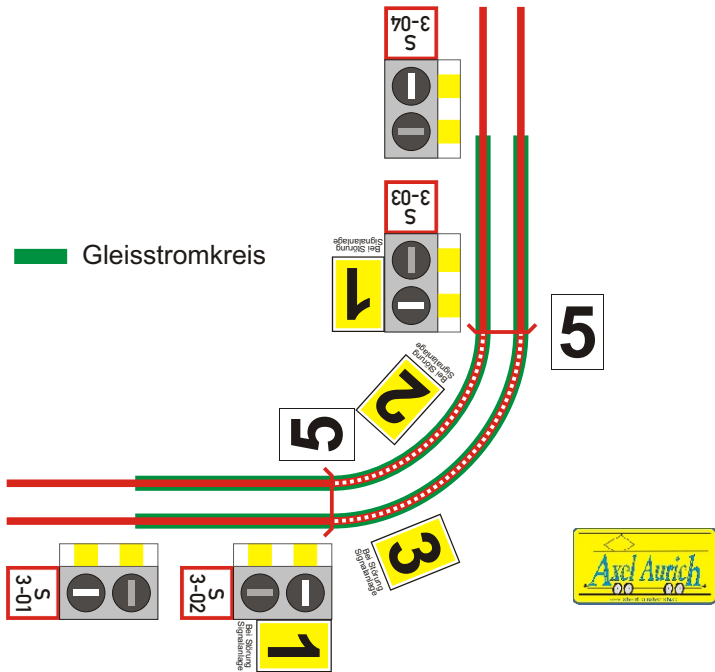 S
3-04
S
3-03
Bei Störung
Signalanlage
1
Gleisstromkreis
5
Bei Störung
Signalanlage
2
5
3
Bei Störung
Signalanlage
Axel Aurich
S
3-01
S
3-02
Bei Störung
Signalanlage
1